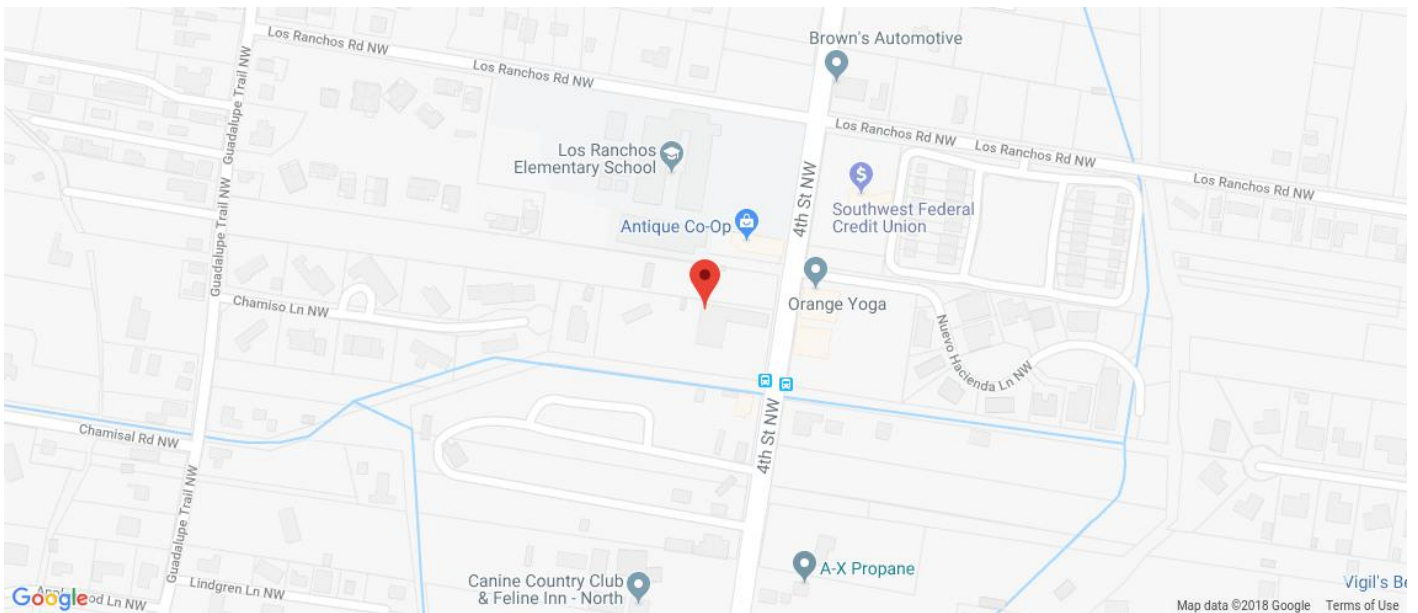 Los Ranchos Rd NW
Brown's Automotive
Los Ranchos Rd NW
Guadalupe Trail NW
Los Ranchos Rd NW
Los Ranchos Rd NW
Los Ranchos
Elementary School
Los Ranchos Rd NW
4th St NW
Southwest Federal
Credit Union
Antique Co-Op
Guadalupe Trail NW
Chamiso Ln NW
Orange Yoga
Nuevo Hacienda Ln NW
Chamisal Rd NW
4th St NW
Guadalupe Trail NW
A-X Propane
Lindgren Ln NW
Canine Country Club
& Feline Inn - North
Vigil's Be
Ln NW
Google
Map data ©2018 Google
Terms of Use